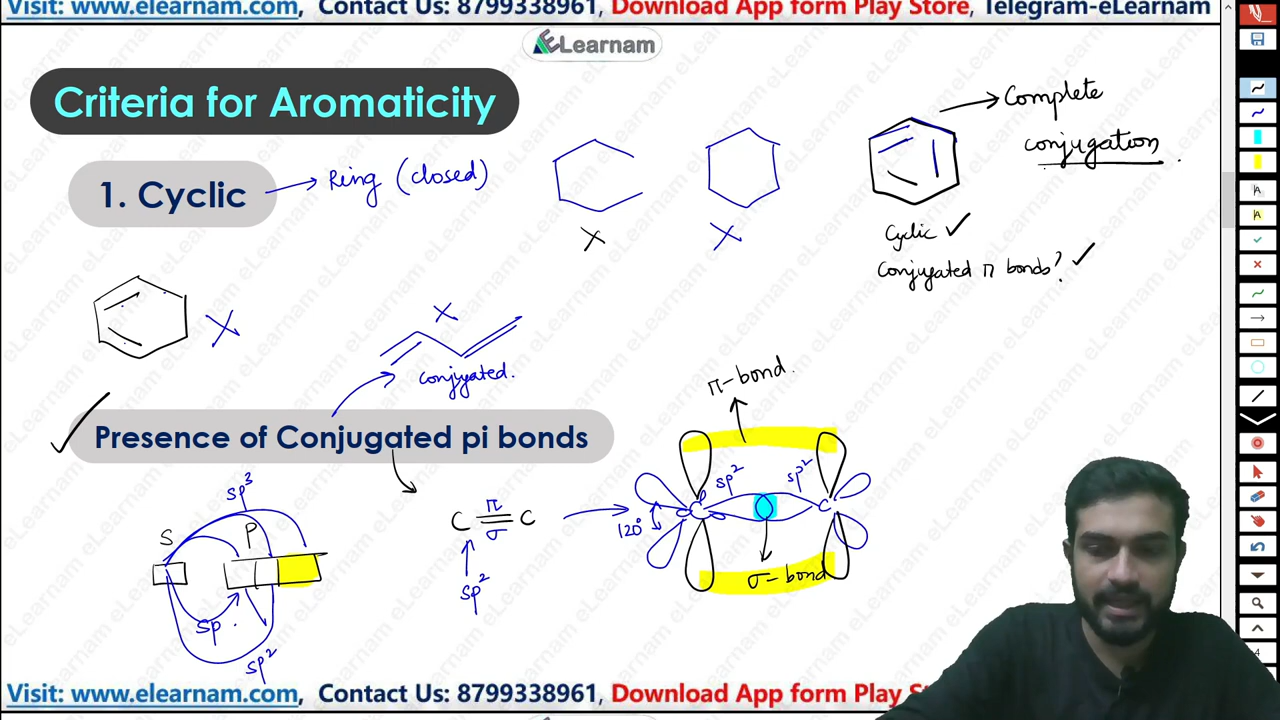 Visit: www.elearnam.com, Contact Us: 8799338961, Download App form Play Store, Telegram-eLearnam
ELearnam
Criteria for Aromaticity
Complete
conjugation.
1. Cyclic
Ring (closed)
X
X
Cyclic ✓
Conjugated π bonds? ✓
X
X
conjugated.
π-bond.
Presence of Conjugated pi bonds
sp³
S
P
sp
sp²
C
π
σ
C
sp²
sp²
sp²
120°
C
C
σ-bond
Visit: www.elearnam.com, Contact Us: 8799338961, Download App form Play